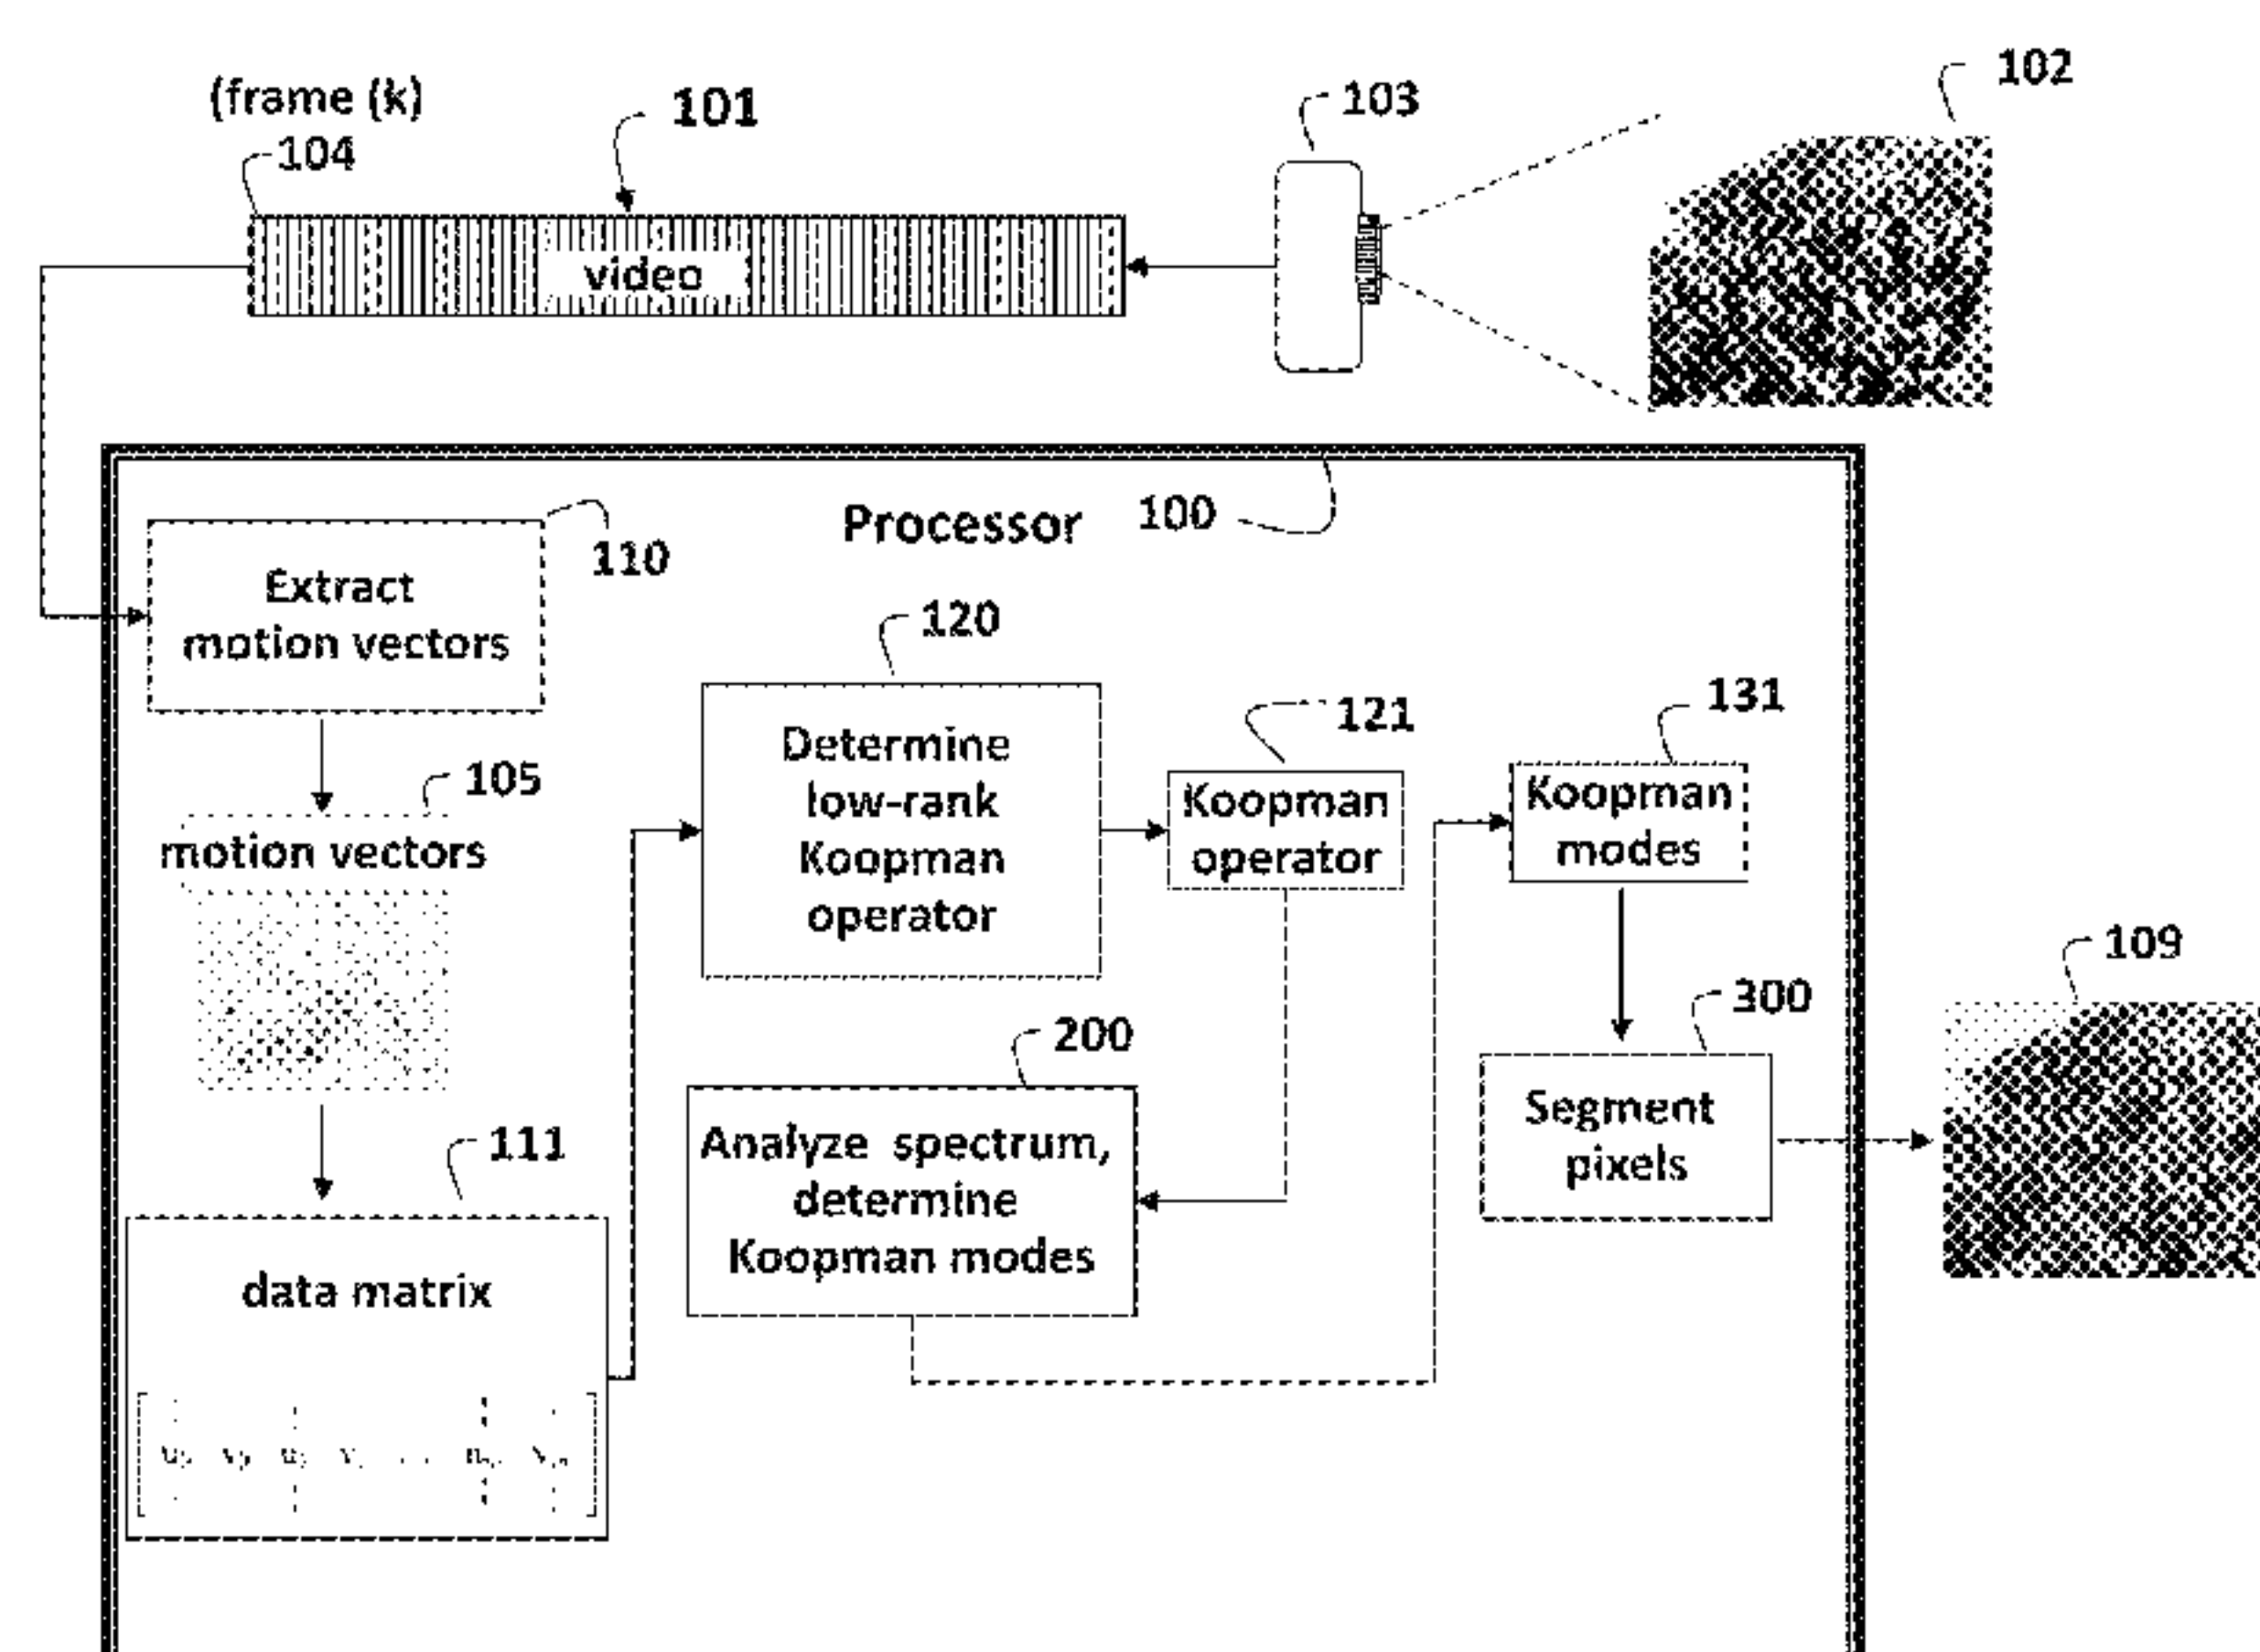 (frame (k)
104
101
103
102
video
Processor
100
110
Extract
motion vectors
120
Determine
low-rank
Koopman
operator
121
Koopman
operator
131
Koopman
modes
105
motion vectors
109
300
Segment
pixels
200
Analyze spectrum,
determine
Koopman modes
111
data matrix